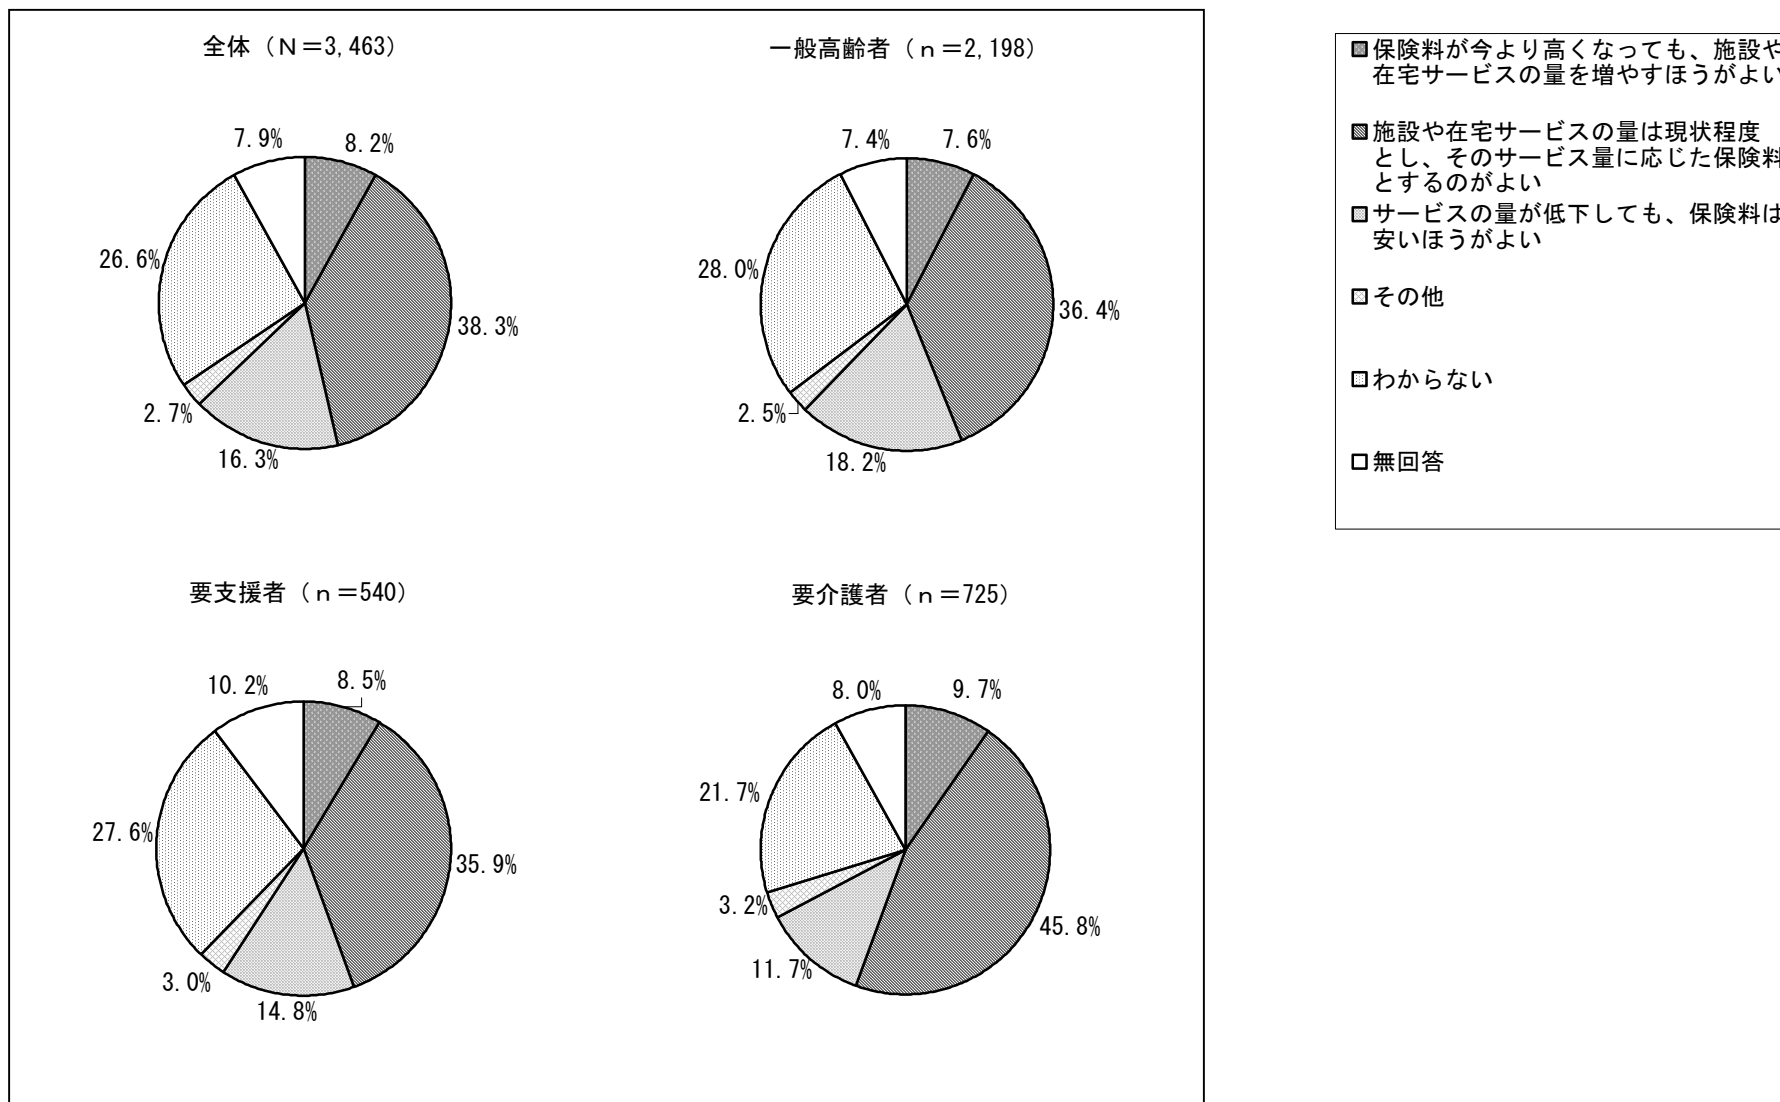 全体（Ｎ＝3,463）
7.9%
8.2%
26.6%
38.3%
2.7%
16.3%
一般高齢者（ｎ＝2,198）
7.4%
7.6%
28.0%
36.4%
2.5%
18.2%
要支援者（ｎ＝540）
10.2%
8.5%
27.6%
35.9%
3.0%
14.8%
要介護者（ｎ＝725）
8.0%
9.7%
21.7%
3.2%
45.8%
11.7%
保険料が今より高くなっても、施設や
在宅サービスの量を増やすほうがよい
施設や在宅サービスの量は現状程度
とし、そのサービス量に応じた保険料
とするのがよい
サービスの量が低下しても、保険料は
安いほうがよい
その他
わからない
無回答